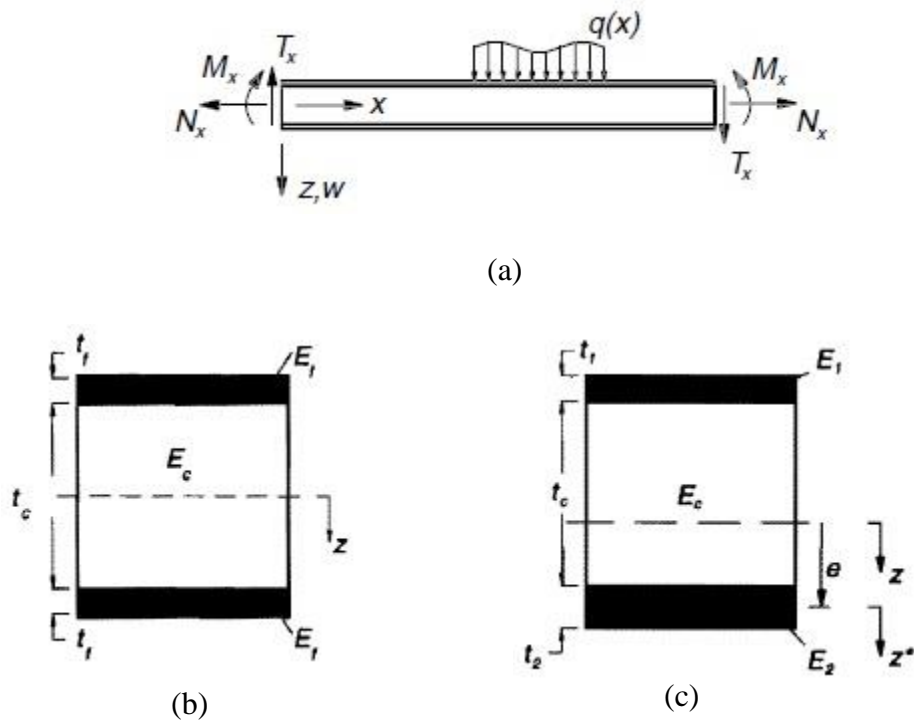 q(x)
T_x
M_x
M_x
N_x
x
N_x
T_x
z,w
(a)
t_f
E_f
E_c
t_c
z
t_f
E_f
(b)
t_1
E_1
t_c
E_c
e
z
t_2
E_2
z*
(c)